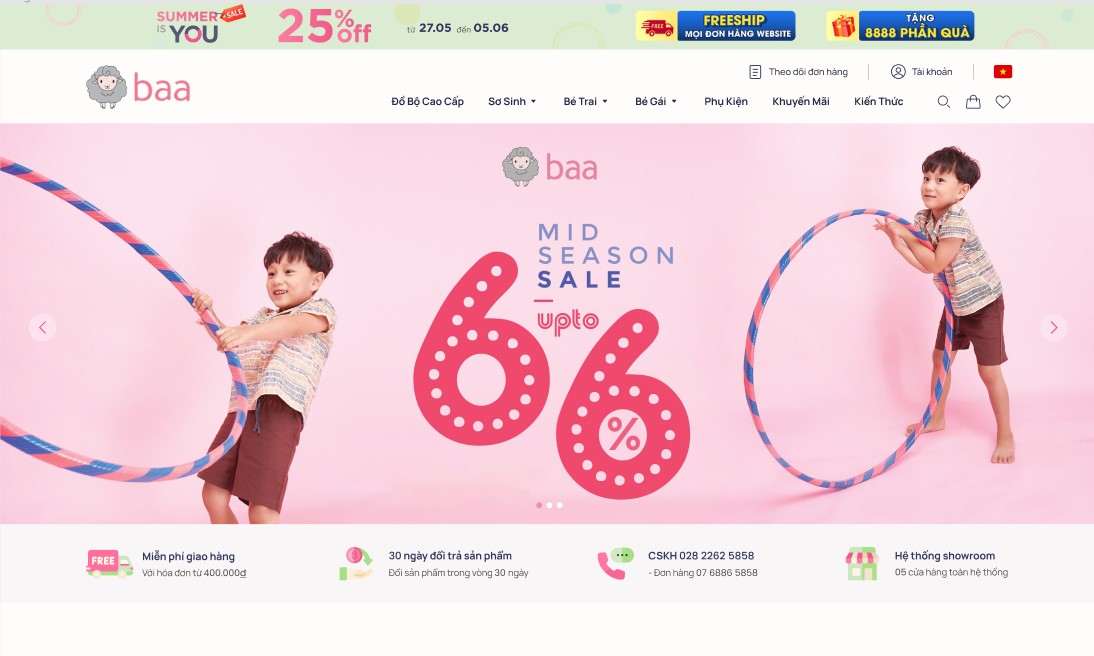 SUMMER SALE
IS YOU
25% off
từ 27.05 đến 05.06
FREE
FREESHIP
MỌI ĐƠN HÀNG WEBSITE
TẶNG
8888 PHẦN QUÀ
baa
Theo dõi đơn hàng
Tài khoản
Đồ Bộ Cao Cấp
Sơ Sinh
Bé Trai
Bé Gái
Phụ Kiện
Khuyến Mãi
Kiến Thức
baa
MID
SEASON
SALE
upto
66%
FREE
Miễn phí giao hàng
Với hóa đơn từ 400.000₫
30 ngày đổi trả sản phẩm
Đổi sản phẩm trong vòng 30 ngày
CSKH 028 2262 5858
- Đơn hàng 07 6886 5858
Hệ thống showroom
05 cửa hàng toàn hệ thống